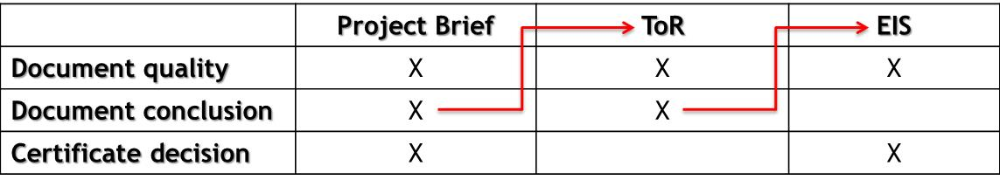 Project Brief ToR EIS
Document quality X X X
Document conclusion X X
Certificate decision X X